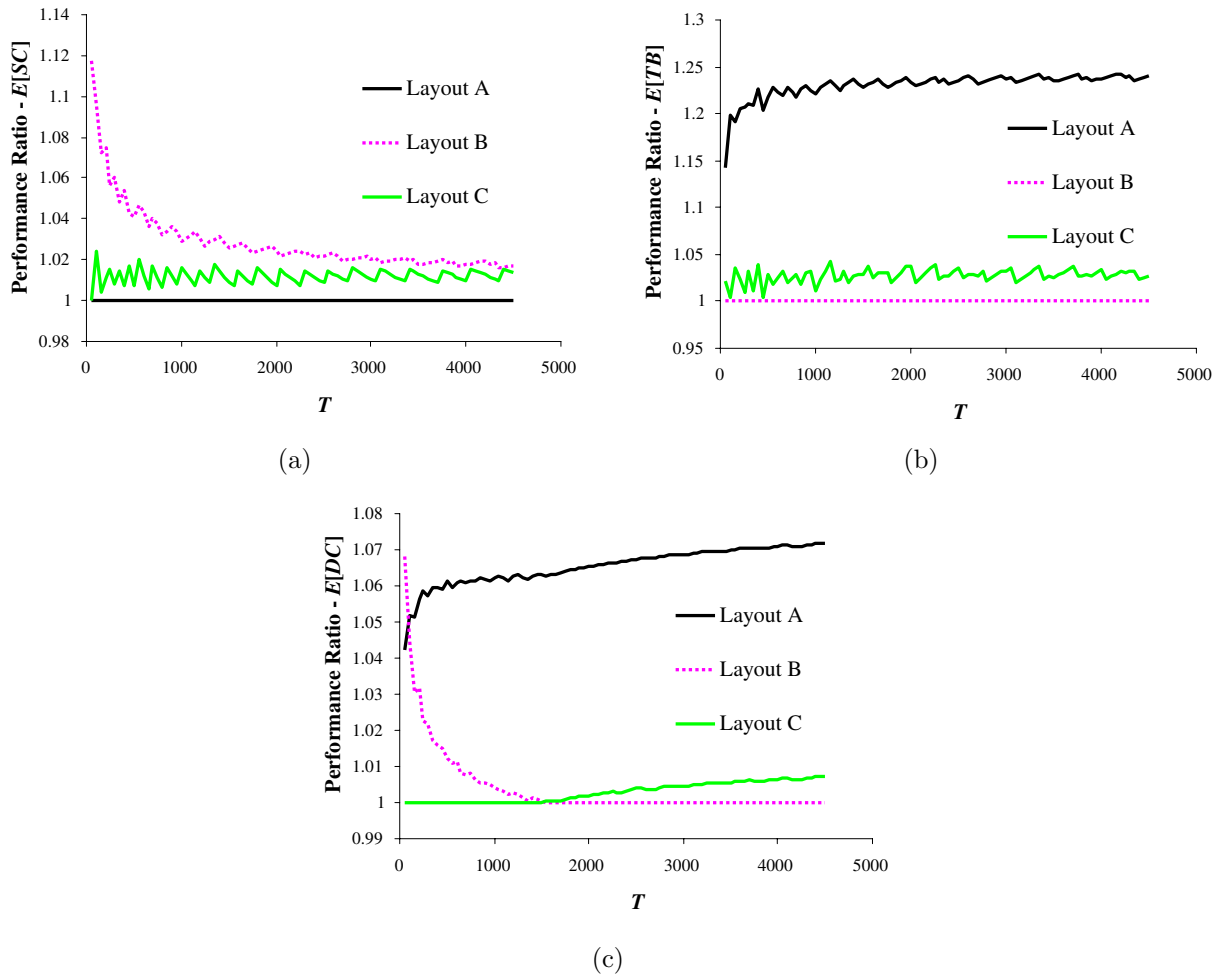 Performance Ratio - E[SC]
1.14
1.12
1.1
1.08
1.06
1.04
1.02
1
0.98
Layout A
Layout B
Layout C
0
1000
2000
3000
4000
5000
T
(a)
Performance Ratio - E[TB]
1.3
1.25
1.2
1.15
1.1
1.05
1
0.95
Layout A
Layout B
Layout C
0
1000
2000
3000
4000
5000
T
(b)
Performance Ratio - E[DC]
1.08
1.07
1.06
1.05
1.04
1.03
1.02
1.01
1
0.99
Layout A
Layout B
Layout C
0
1000
2000
3000
4000
5000
T
(c)